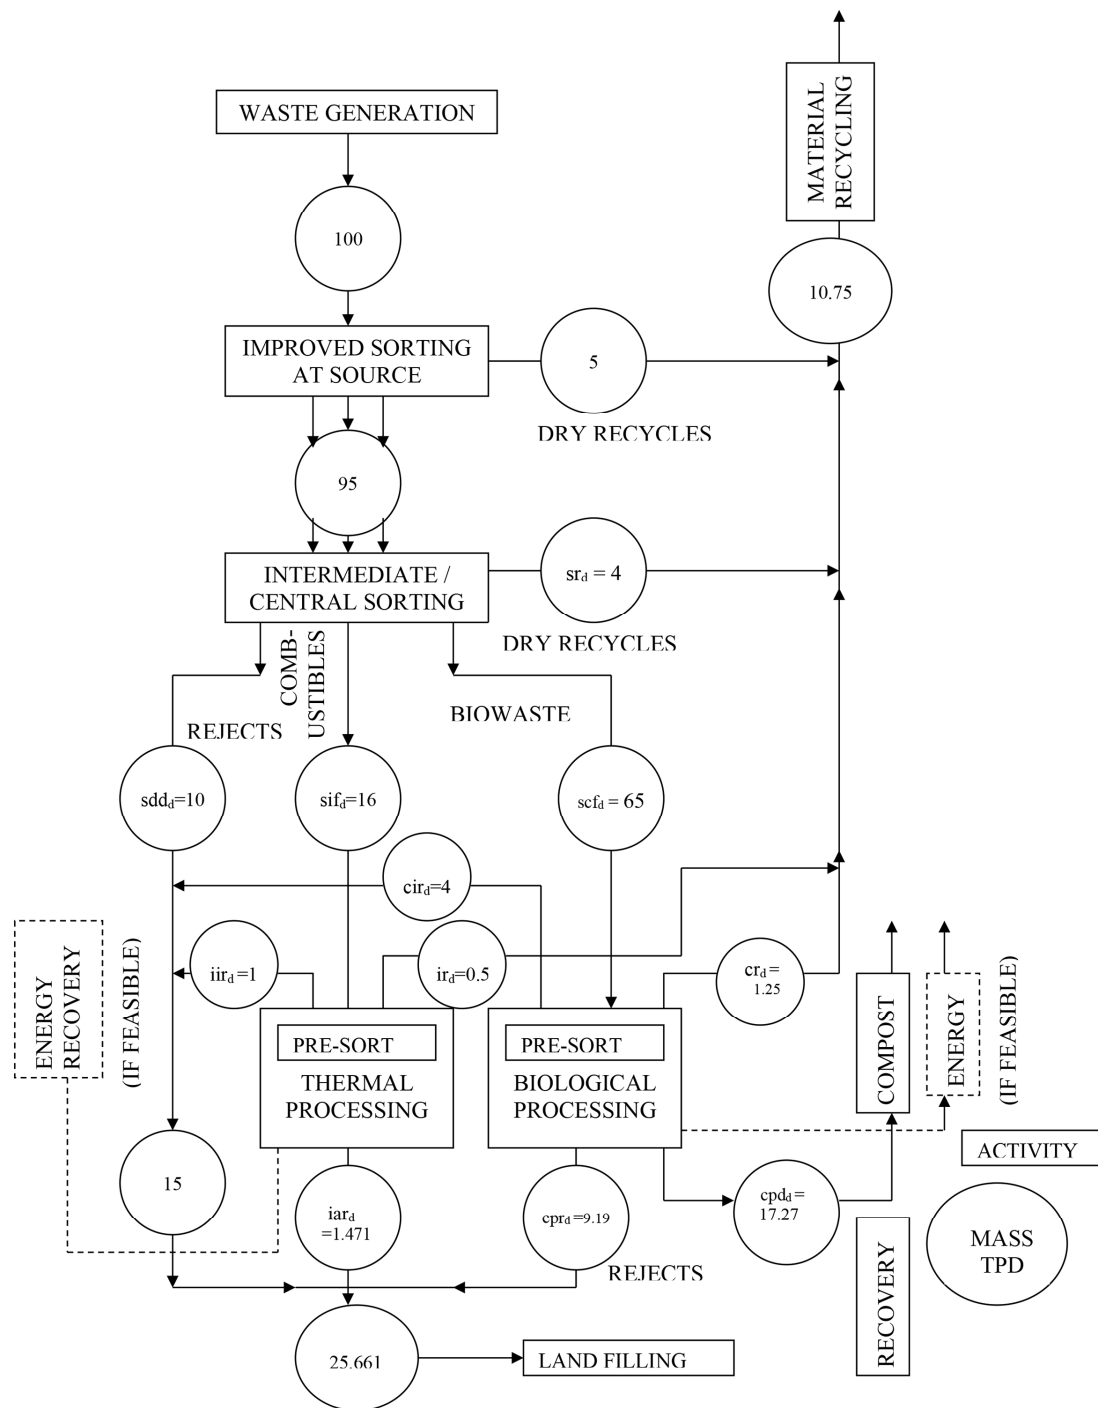 WASTE GENERATION
MATERIAL
RECYCLING
100
10.75
IMPROVED SORTING
AT SOURCE
5
DRY RECYCLES
95
INTERMEDIATE /
CENTRAL SORTING
srd = 4
DRY RECYCLES
COMB-
USTIBLES
BIOWASTE
REJECTS
sddd=10
sifd=16
scfd = 65
cird=4
iird=1
ird=0.5
crd=
1.25
ENERGY
RECOVERY
(IF FEASIBLE)
PRE-SORT
THERMAL
PROCESSING
PRE-SORT
BIOLOGICAL
PROCESSING
COMPOST
ENERGY
(IF FEASIBLE)
ACTIVITY
15
iard
=1.471
cprd=9.19
cpdd=
17.27
REJECTS
RECOVERY
MASS
TPD
25.661
LAND FILLING